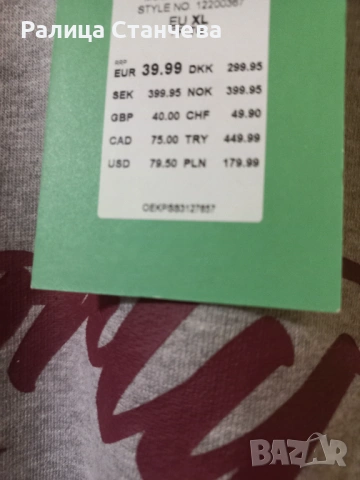 Ралица Станчева
STYLE NO. 12200367
EU XL
RRP
EUR 39.99 DKK 299.95
SEK 399.95 NOK 399.95
GBP 40.00 CHF 49.90
CAD 75.00 TRY 449.99
USD 79.50 PLN 179.99
OEKPSB3127657
BAZAR